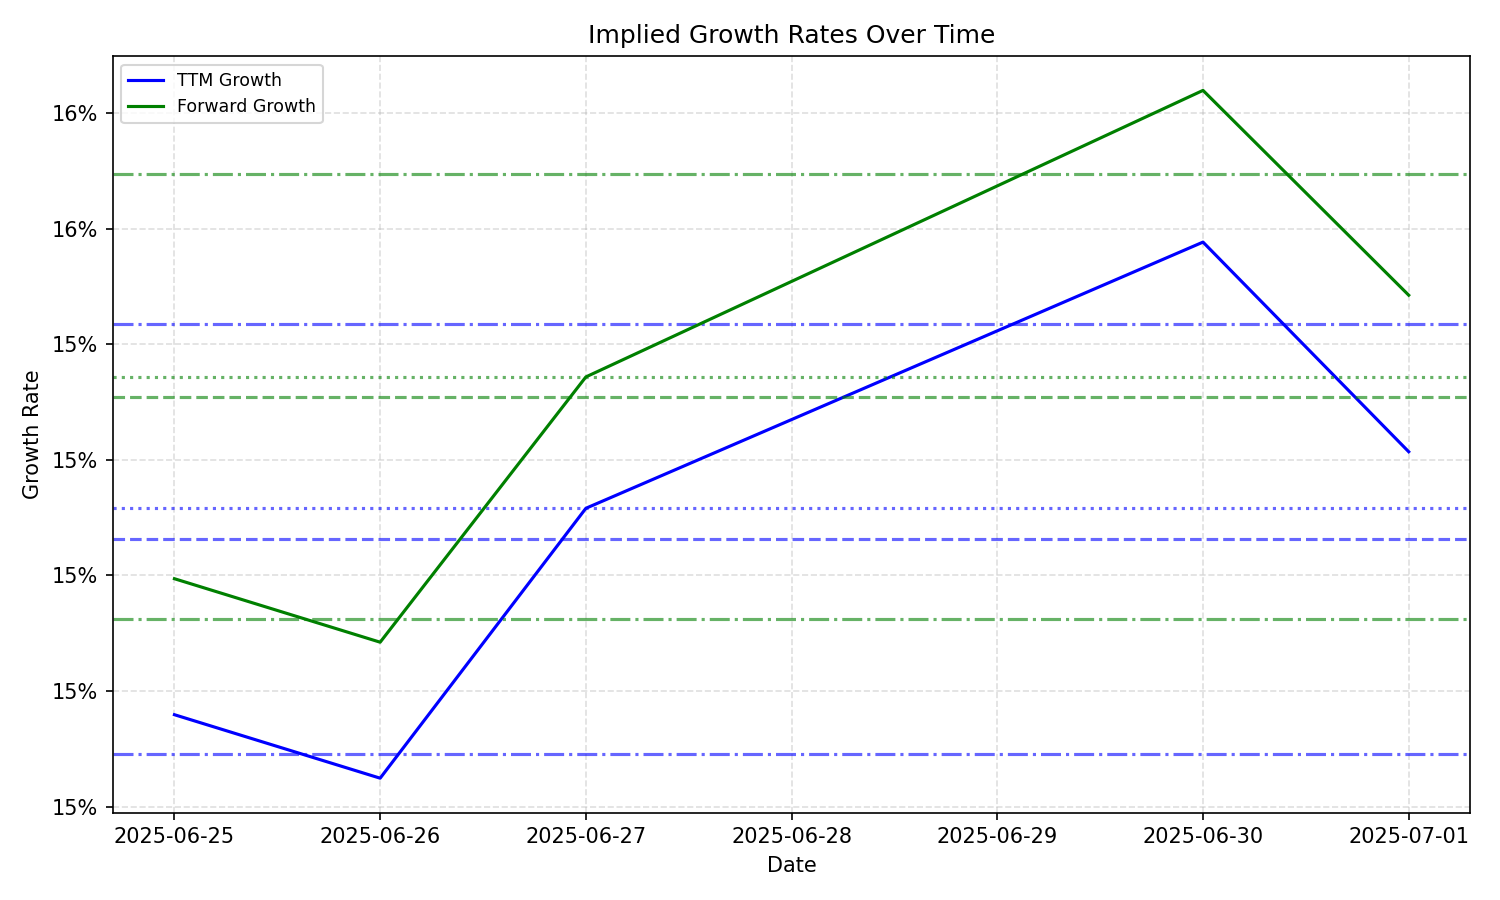 Implied Growth Rates Over Time
TTM Growth
Forward Growth
16%
16%
15%
15%
15%
15%
15%
Growth Rate
2025-06-25
2025-06-26
2025-06-27
2025-06-28
2025-06-29
2025-06-30
2025-07-01
Date